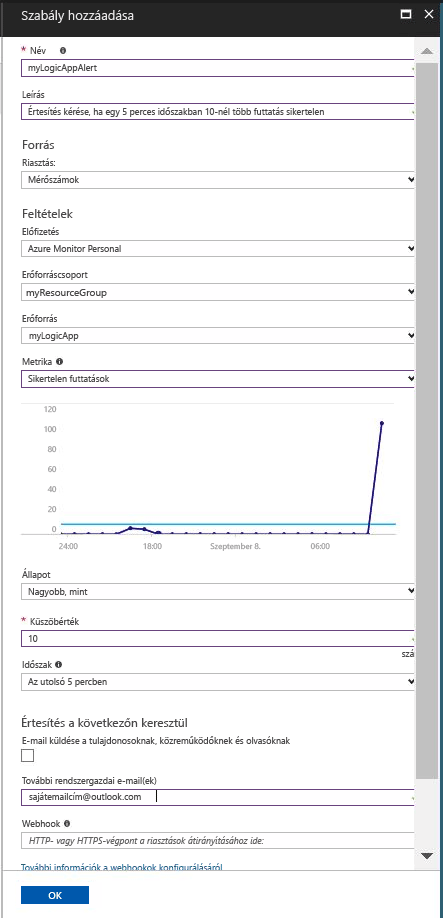 Szabály hozzáadása
* Név
myLogicAppAlert
Leírás
Értesítés kérése, ha egy 5 perces időszakban 10-nél több futtatás sikertelen
Forrás
Riasztás:
Mérőszámok
Feltételek
Előfizetés
Azure Monitor Personal
Erőforráscsoport
myResourceGroup
Erőforrás
myLogicApp
Metrika
Sikertelen futtatások
120
100
80
60
40
20
0
24:00 18:00 Szeptember 8. 06:00
Állapot
Nagyobb, mint
* Küszöbérték
10
szá
Időszak
Az utolsó 5 percben
Értesítés a következőn keresztül
E-mail küldése a tulajdonosoknak, közreműködőknek és olvasóknak
További rendszergazdai e-mail(ek)
sajátemailcím@outlook.com
Webhook
HTTP- vagy HTTPS-végpont a riasztások átirányításához ide:
További információk a webhookok konfigurálásáról
OK